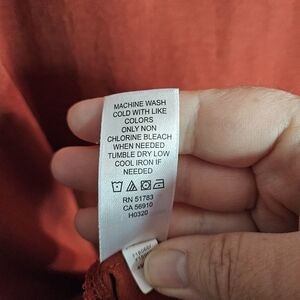 MACHINE WASH
COLD WITH LIKE
COLORS
ONLY NON
CHLORINE BLEACH
WHEN NEEDED
TUMBLE DRY LOW
COOL IRON IF
NEEDED
RN 51783
CA 56910
H0320